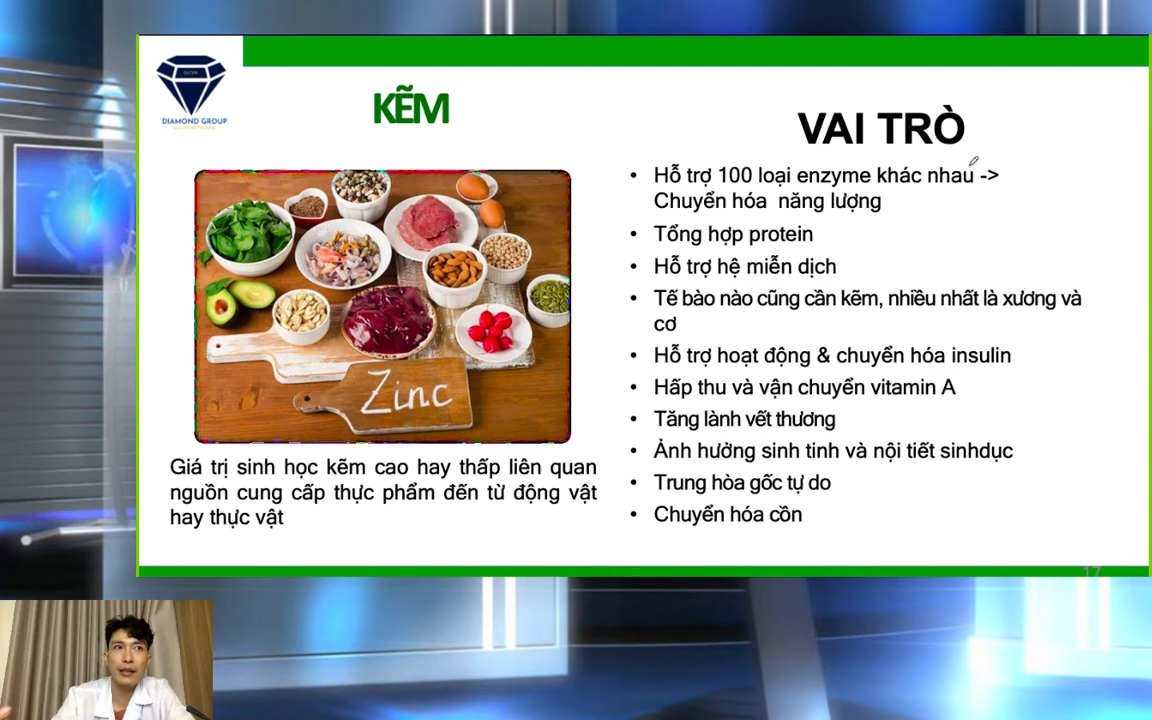 DIAMOND GROUP
KẼM
Zinc
Giá trị sinh học kẽm cao hay thấp liên quan
nguồn cung cấp thực phẩm đến từ động vật
hay thực vật
VAI TRÒ
• Hỗ trợ 100 loại enzyme khác nhau ->
Chuyển hóa năng lượng
• Tổng hợp protein
• Hỗ trợ hệ miễn dịch
• Tế bào nào cũng cần kẽm, nhiều nhất là xương và
cơ
• Hỗ trợ hoạt động & chuyển hóa insulin
• Hấp thu và vận chuyển vitamin A
• Tăng lành vết thương
• Ảnh hưởng sinh tinh và nội tiết sinhdục
• Trung hòa gốc tự do
• Chuyển hóa cồn
17